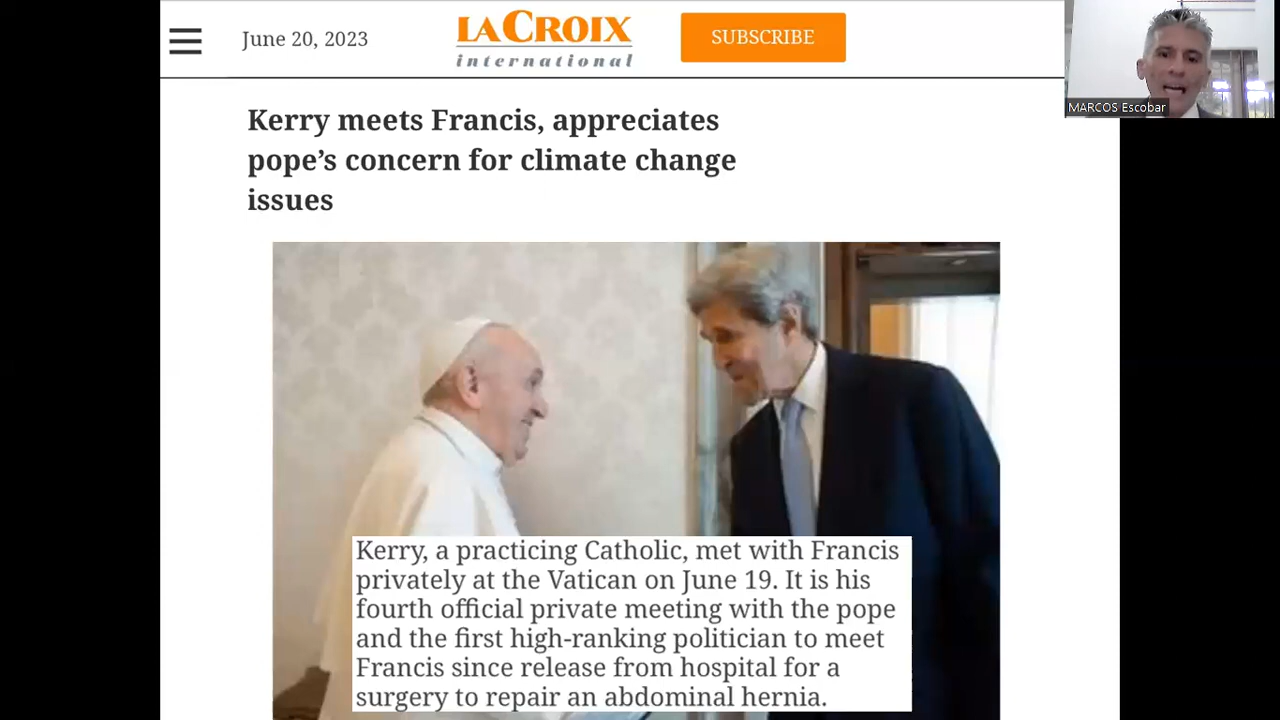 June 20, 2023
LA CROIX
international
SUBSCRIBE
MARCOS Escobar
Kerry meets Francis, appreciates
pope’s concern for climate change
issues
Kerry, a practicing Catholic, met with Francis
privately at the Vatican on June 19. It is his
fourth official private meeting with the pope
and the first high-ranking politician to meet
Francis since release from hospital for a
surgery to repair an abdominal hernia.